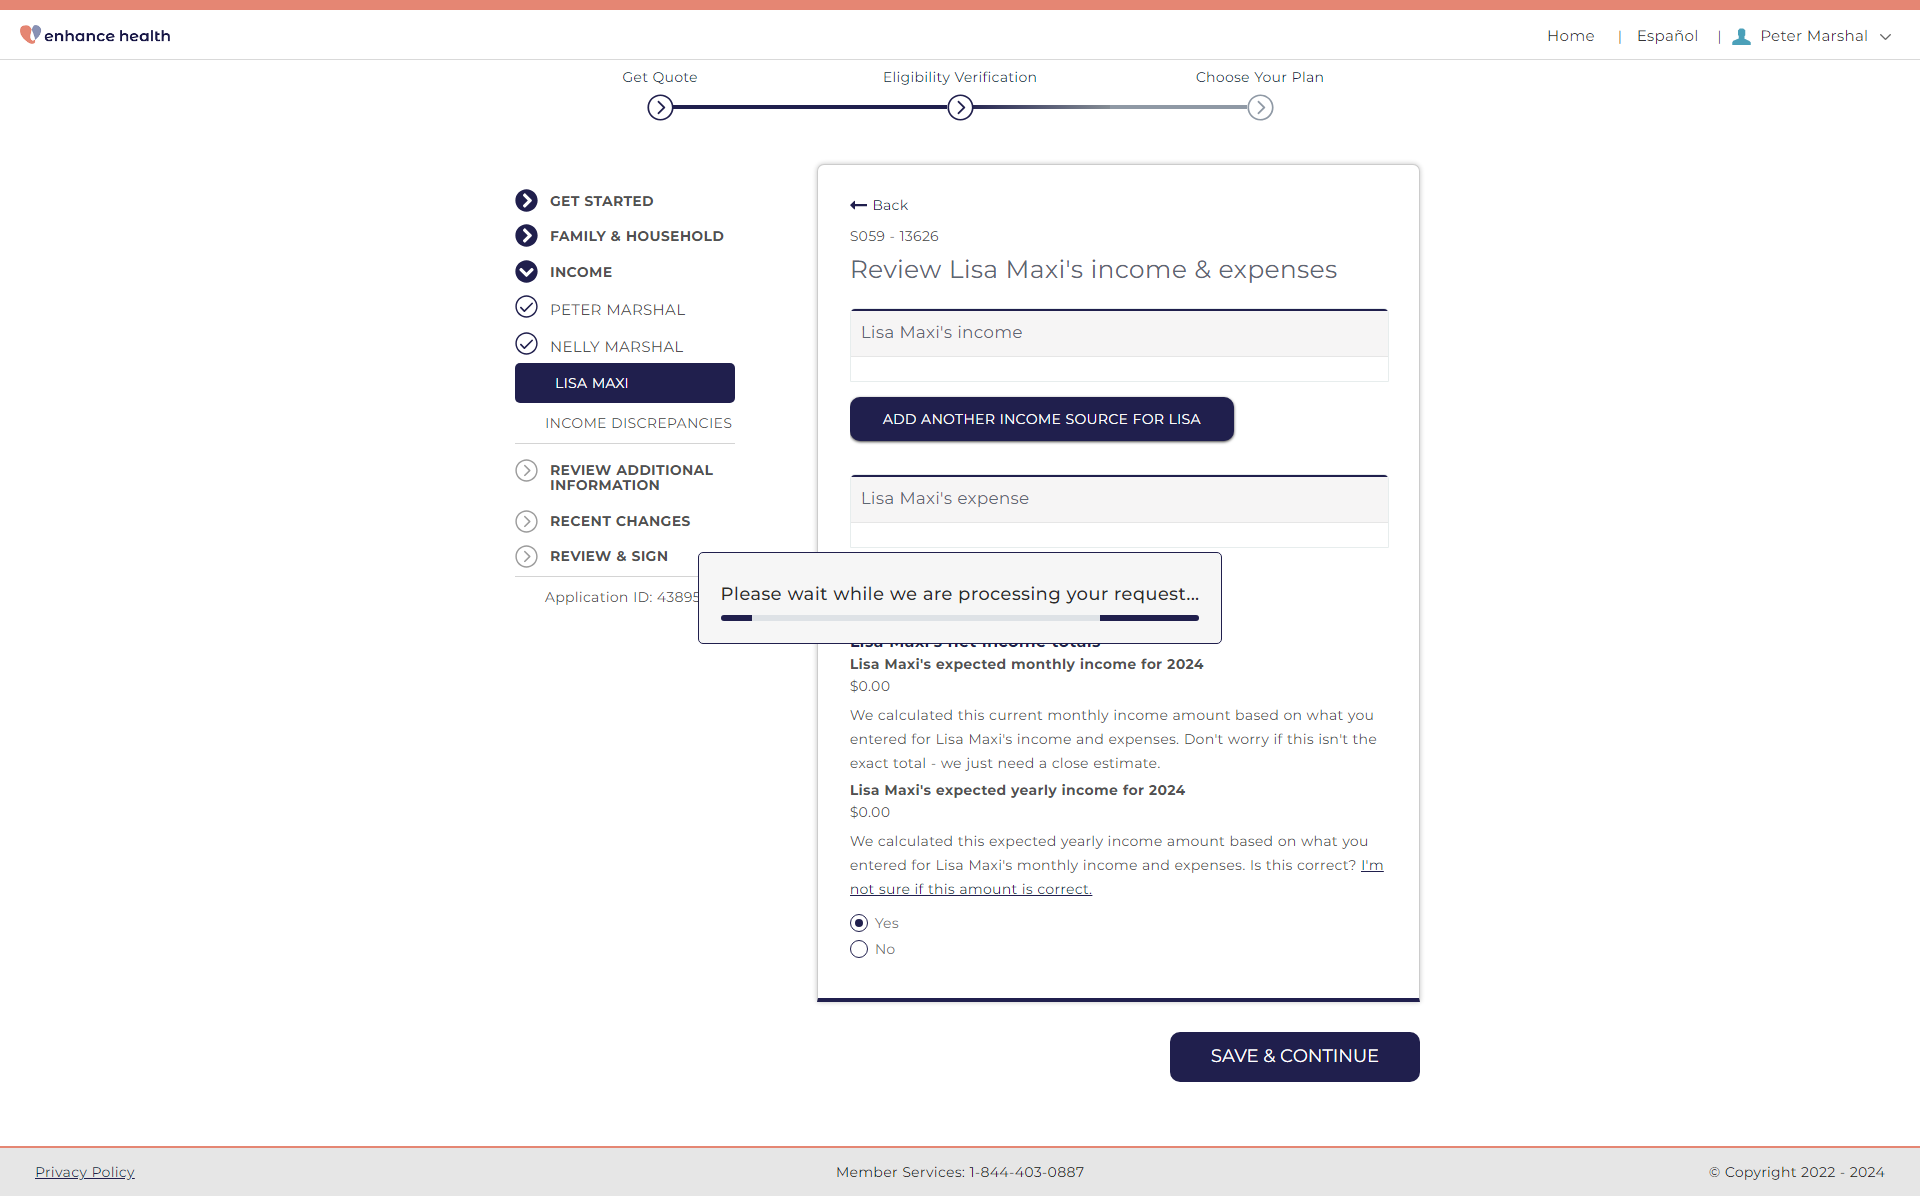 enhance health
Home | Español | Peter Marshal
Get Quote
Eligibility Verification
Choose Your Plan
GET STARTED
FAMILY & HOUSEHOLD
INCOME
PETER MARSHAL
NELLY MARSHAL
LISA MAXI
INCOME DISCREPANCIES
REVIEW ADDITIONAL
INFORMATION
RECENT CHANGES
REVIEW & SIGN
Application ID: 43895
Back
S059 - 13626
Review Lisa Maxi's income & expenses
Lisa Maxi's income
ADD ANOTHER INCOME SOURCE FOR LISA
Lisa Maxi's expense
Please wait while we are processing your request...
Lisa Maxi's net income totals
Lisa Maxi's expected monthly income for 2024
$0.00
We calculated this current monthly income amount based on what you
entered for Lisa Maxi's income and expenses. Don't worry if this isn't the
exact total - we just need a close estimate.
Lisa Maxi's expected yearly income for 2024
$0.00
We calculated this expected yearly income amount based on what you
entered for Lisa Maxi's monthly income and expenses. Is this correct? I'm
not sure if this amount is correct.
Yes
No
SAVE & CONTINUE
Privacy Policy
Member Services: 1-844-403-0887
© Copyright 2022 - 2024